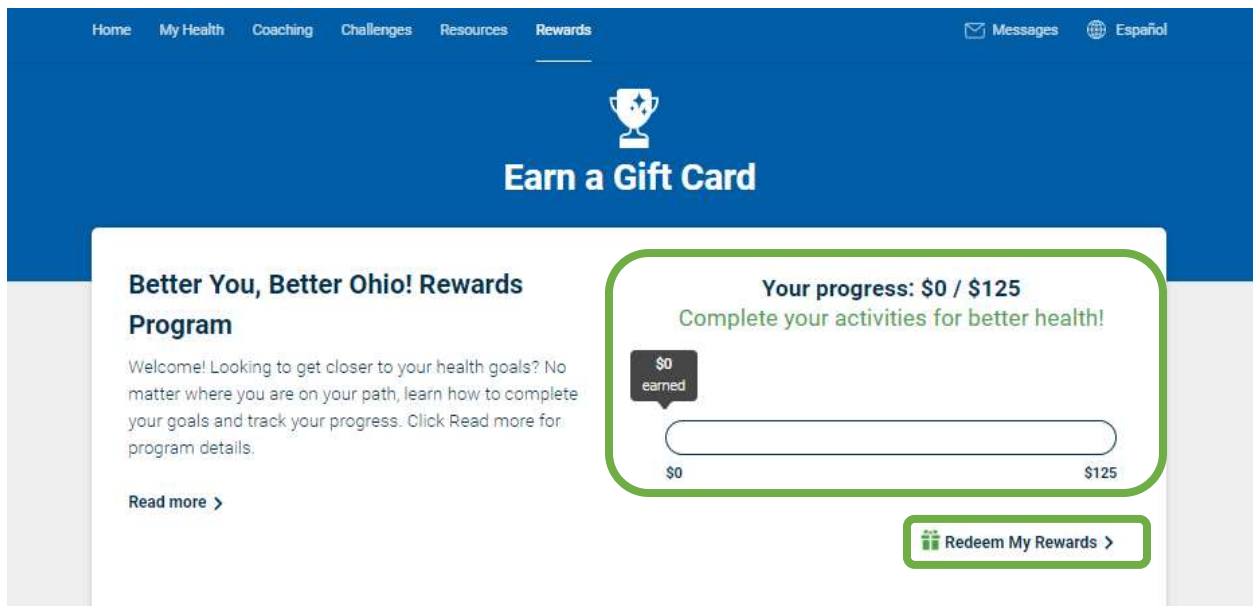 Home My Health Coaching Challenges Resources Rewards Messages Español
Earn a Gift Card
Better You, Better Ohio! Rewards
Program
Welcome! Looking to get closer to your health goals? No
matter where you are on your path, learn how to complete
your goals and track your progress. Click Read more for
program details.
Read more
Your progress: $0 / $125
Complete your activities for better health!
$0
earned
$0 $125
Redeem My Rewards